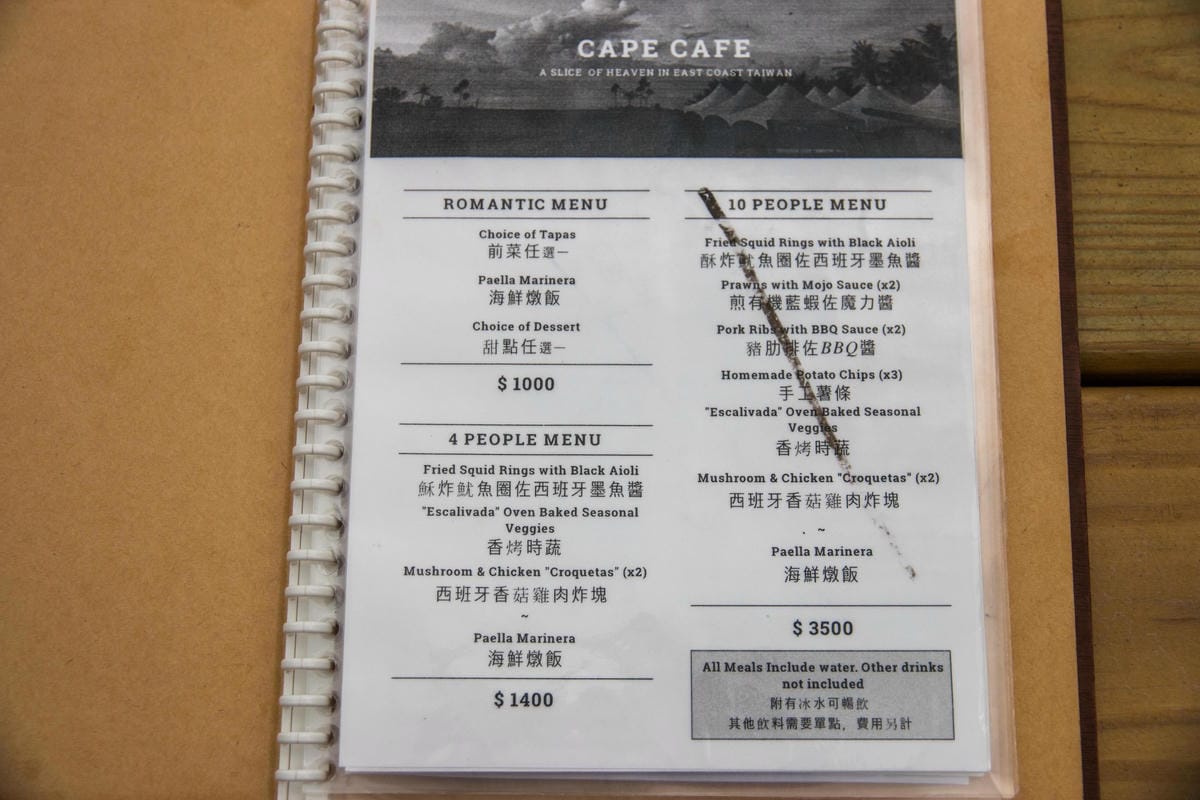 CAPE CAFE
A SLICE OF HEAVEN IN EAST COAST TAIWAN
ROMANTIC MENU
Choice of Tapas
前菜任選一
Paella Marinera
海鮮燉飯
Choice of Dessert
甜點任選一
$ 1000
4 PEOPLE MENU
Fried Squid Rings with Black Aioli
酥炸魷魚圈佐西班牙墨魚醬
"Escalivada" Oven Baked Seasonal
Veggies
香烤時蔬
Mushroom & Chicken "Croquetas" (x2)
西班牙香菇雞肉炸塊
~
Paella Marinera
海鮮燉飯
$ 1400
10 PEOPLE MENU
Fried Squid Rings with Black Aioli
酥炸魷魚圈佐西班牙墨魚醬
Prawns with Mojo Sauce (x2)
煎有機藍蝦佐魔力醬
Pork Ribs with BBQ Sauce (x2)
豬肋排佐BBQ醬
Homemade Potato Chips (x3)
手工薯條
"Escalivada" Oven Baked Seasonal
Veggies
香烤時蔬
Mushroom & Chicken "Croquetas" (x2)
西班牙香菇雞肉炸塊
. ~
Paella Marinera
海鮮燉飯
$ 3500
All Meals Include water. Other drinks
not included
附有冰水可暢飲
其他飲料需要單點，費用另計